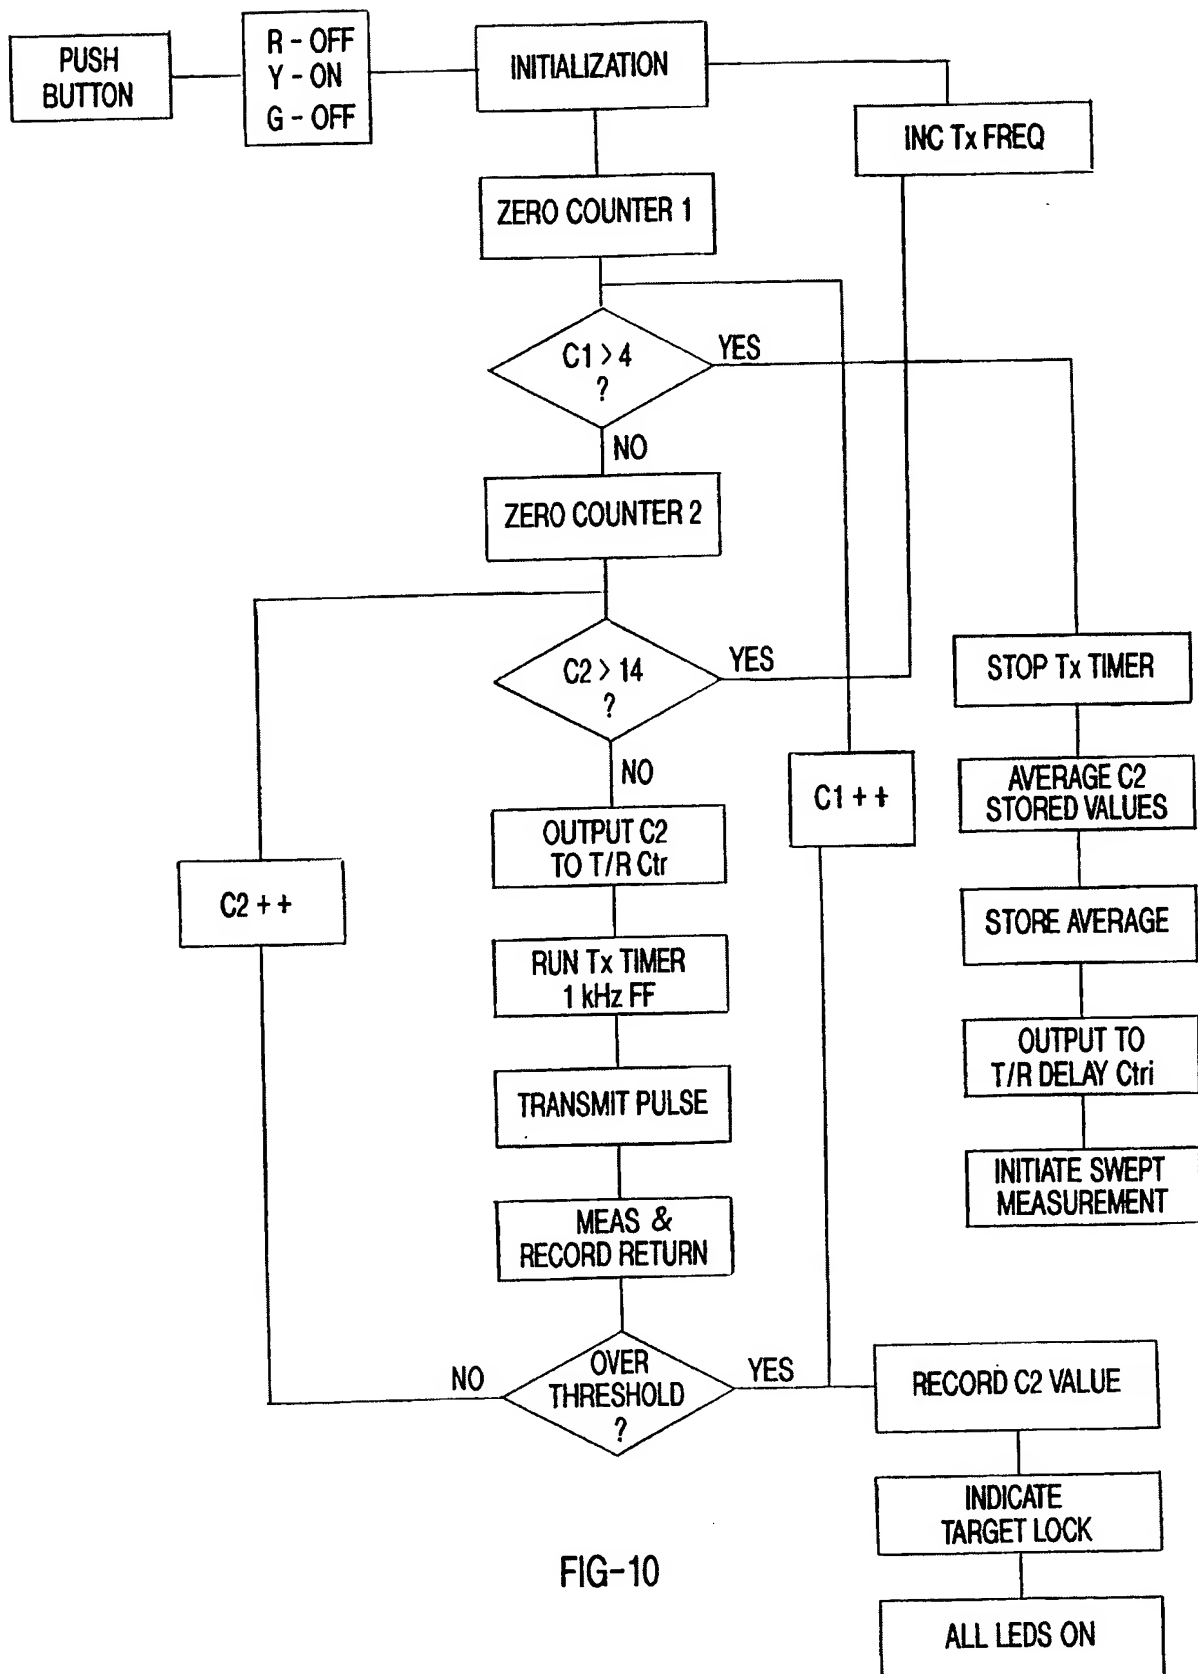 PUSH
BUTTON
R - OFF
Y - ON
G - OFF
INITIALIZATION
INC Tx FREQ
ZERO COUNTER 1
C1 > 4
?
YES
NO
ZERO COUNTER 2
C2 > 14
?
YES
NO
STOP Tx TIMER
AVERAGE C2
STORED VALUES
C1 + +
OUTPUT C2
TO T/R Ctr
C2 + +
STORE AVERAGE
RUN Tx TIMER
1 kHz FF
OUTPUT TO
T/R DELAY Ctri
TRANSMIT PULSE
INITIATE SWEPT
MEASUREMENT
MEAS &
RECORD RETURN
OVER
THRESHOLD
?
NO
YES
RECORD C2 VALUE
INDICATE
TARGET LOCK
ALL LEDS ON
FIG-10